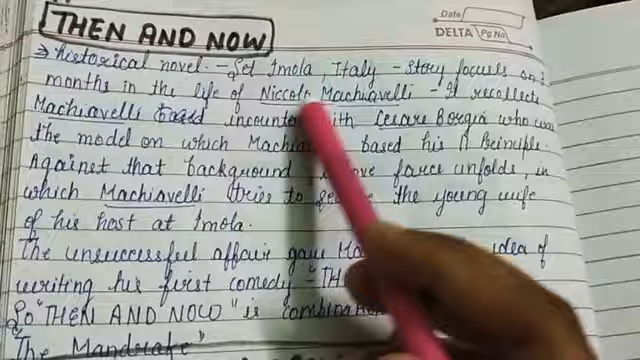 THEN AND NOW
Date
DELTA Pg No.
→ historical novel - Set Imola, Italy - Story focuses on 3
months in the life of Niccolo Machiavelli - It recollects
Machiavelli based incounter with Cesare Borgia who was
the model on which based his Principle.
Against that background love farce unfolds, in
which Machiavelli tries to the young wife
of his host at Imola.
The unsuccessful affair gave idea of
writing his first comedy -
So "THEN AND NOW" is
"The Mandrake"